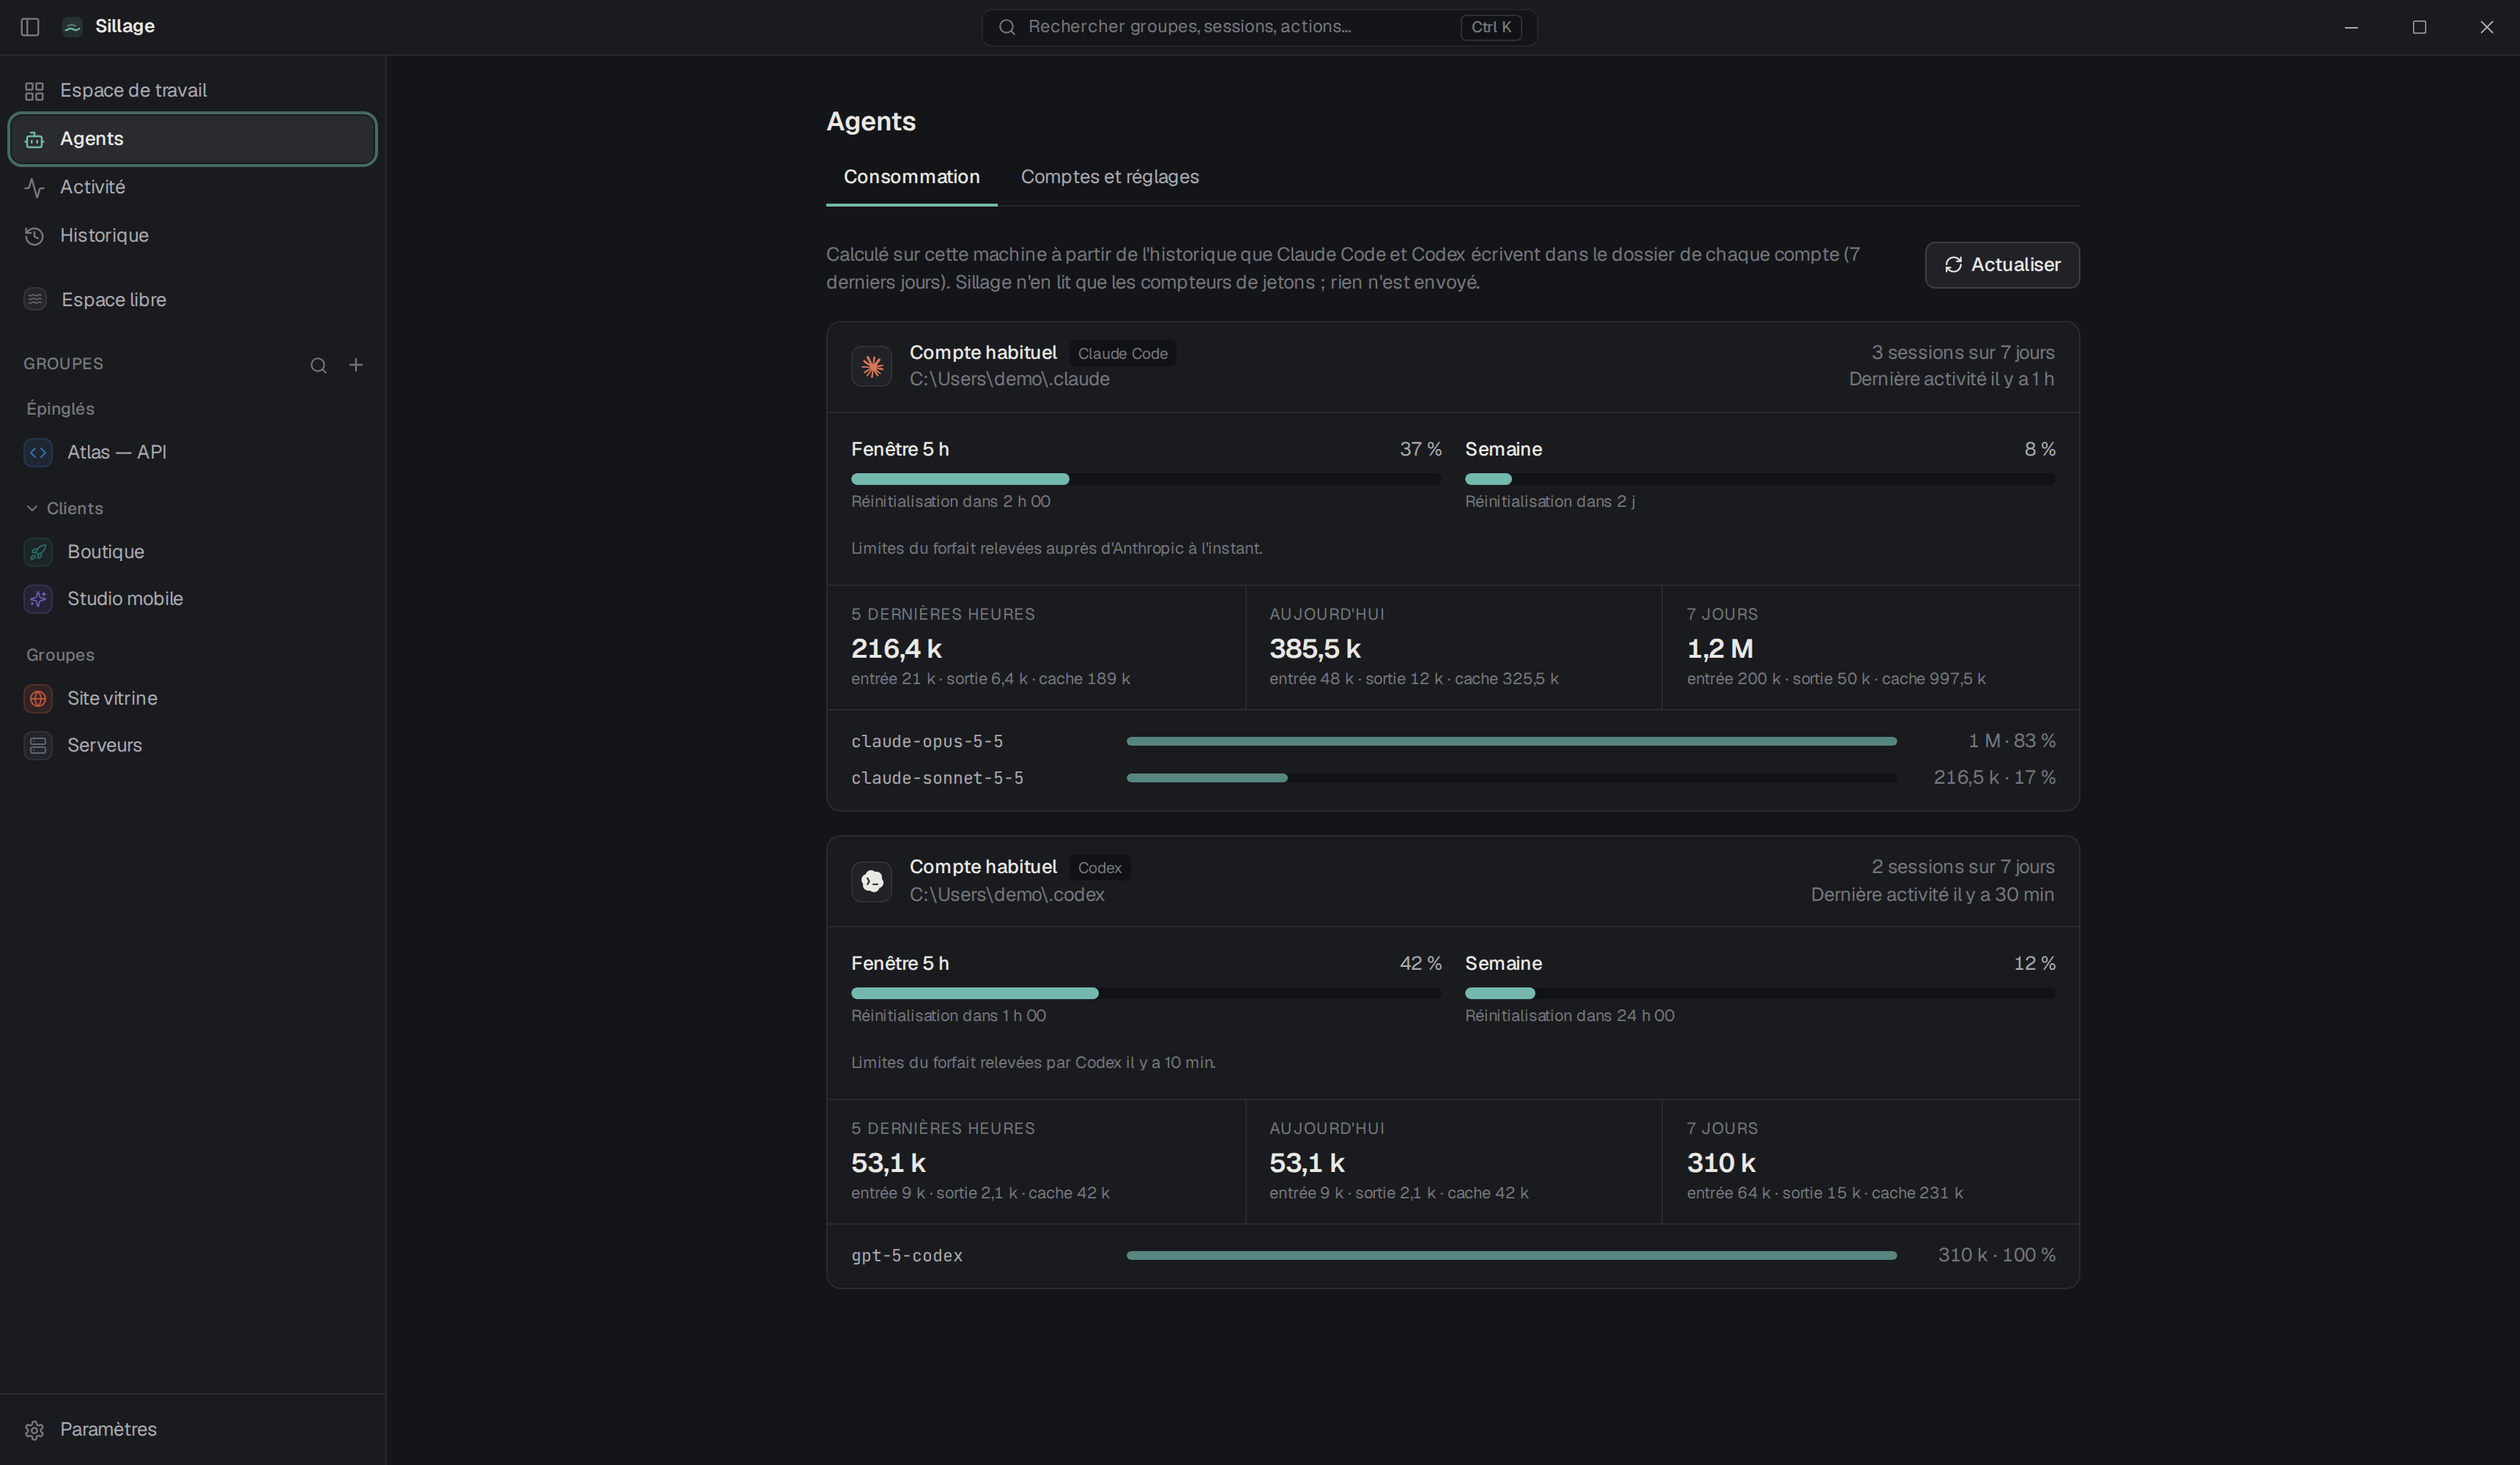 Sillage
Rechercher groupes, sessions, actions...
Ctrl K
Espace de travail
Agents
Activité
Historique
Espace libre
GROUPES
Épinglés
Atlas — API
Clients
Boutique
Studio mobile
Groupes
Site vitrine
Serveurs
Paramètres
Agents
Consommation
Comptes et réglages
Calculé sur cette machine à partir de l'historique que Claude Code et Codex écrivent dans le dossier de chaque compte (7
derniers jours). Sillage n'en lit que les compteurs de jetons ; rien n'est envoyé.
Actualiser
Compte habituel Claude Code
C:\Users\demo\.claude
3 sessions sur 7 jours
Dernière activité il y a 1 h
Fenêtre 5 h 37 %
Réinitialisation dans 2 h 00
Semaine 8 %
Réinitialisation dans 2 j
Limites du forfait relevées auprès d'Anthropic à l'instant.
5 DERNIÈRES HEURES
216,4 k
entrée 21 k · sortie 6,4 k · cache 189 k
AUJOURD'HUI
385,5 k
entrée 48 k · sortie 12 k · cache 325,5 k
7 JOURS
1,2 M
entrée 200 k · sortie 50 k · cache 997,5 k
claude-opus-5-5 1 M · 83 %
claude-sonnet-5-5 216,5 k · 17 %
Compte habituel Codex
C:\Users\demo\.codex
2 sessions sur 7 jours
Dernière activité il y a 30 min
Fenêtre 5 h 42 %
Réinitialisation dans 1 h 00
Semaine 12 %
Réinitialisation dans 24 h 00
Limites du forfait relevées par Codex il y a 10 min.
5 DERNIÈRES HEURES
53,1 k
entrée 9 k · sortie 2,1 k · cache 42 k
AUJOURD'HUI
53,1 k
entrée 9 k · sortie 2,1 k · cache 42 k
7 JOURS
310 k
entrée 64 k · sortie 15 k · cache 231 k
gpt-5-codex 310 k · 100 %